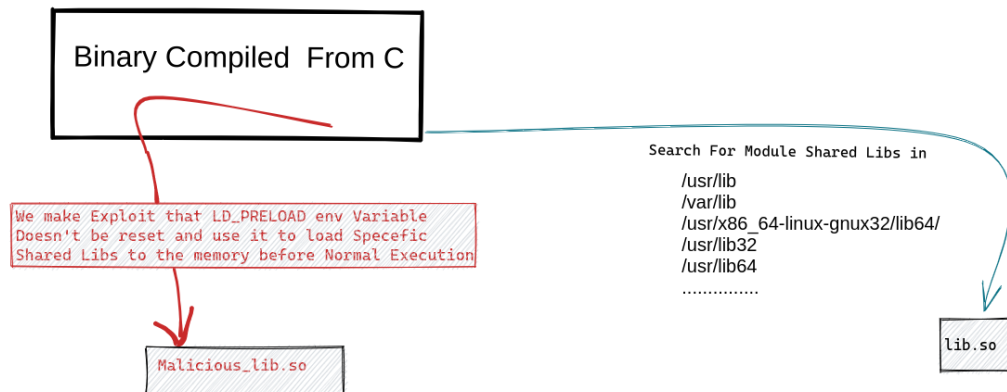 Binary Compiled From C
Search For Module Shared Libs in
/usr/lib
/var/lib
/usr/x86_64-linux-gnux32/lib64/
/usr/lib32
/usr/lib64
...............
We make Exploit that LD_PRELOAD env Variable
Doesn't be reset and use it to load Specefic
Shared Libs to the memory before Normal Execution
lib.so
Malicious_lib.so